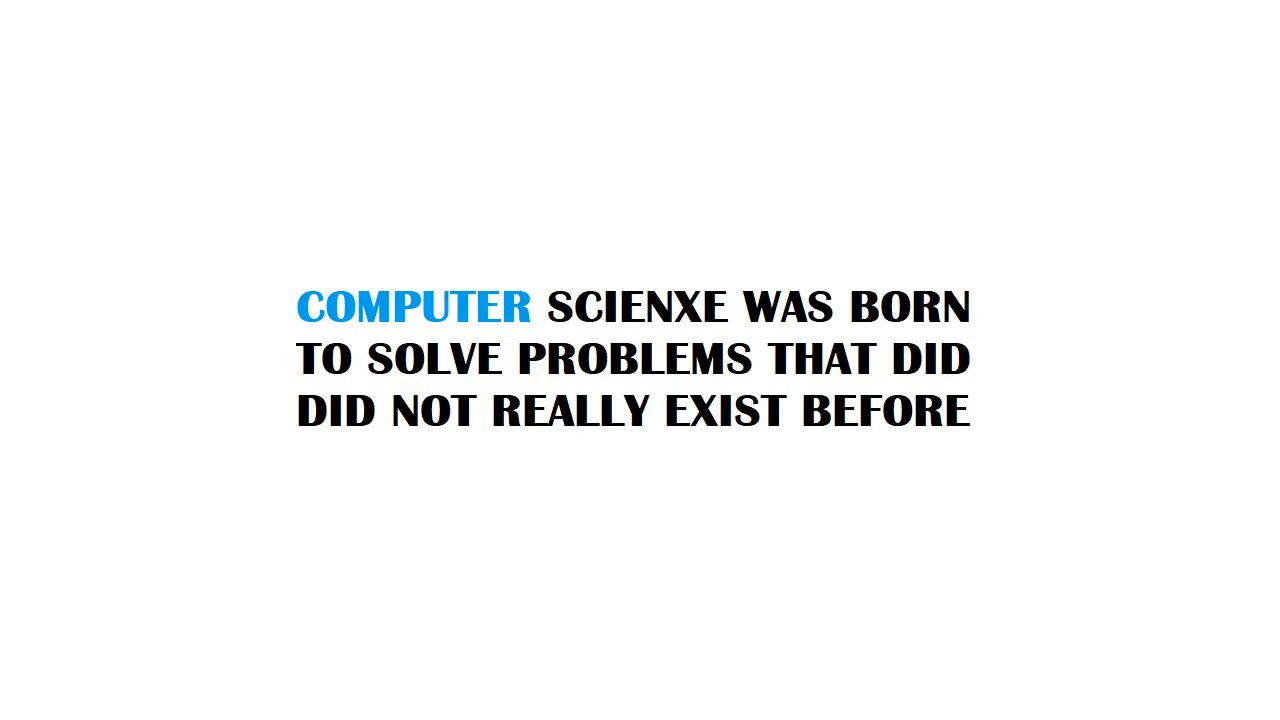 COMPUTER SCIENXE WAS BORN
TO SOLVE PROBLEMS THAT DID
DID NOT REALLY EXIST BEFORE